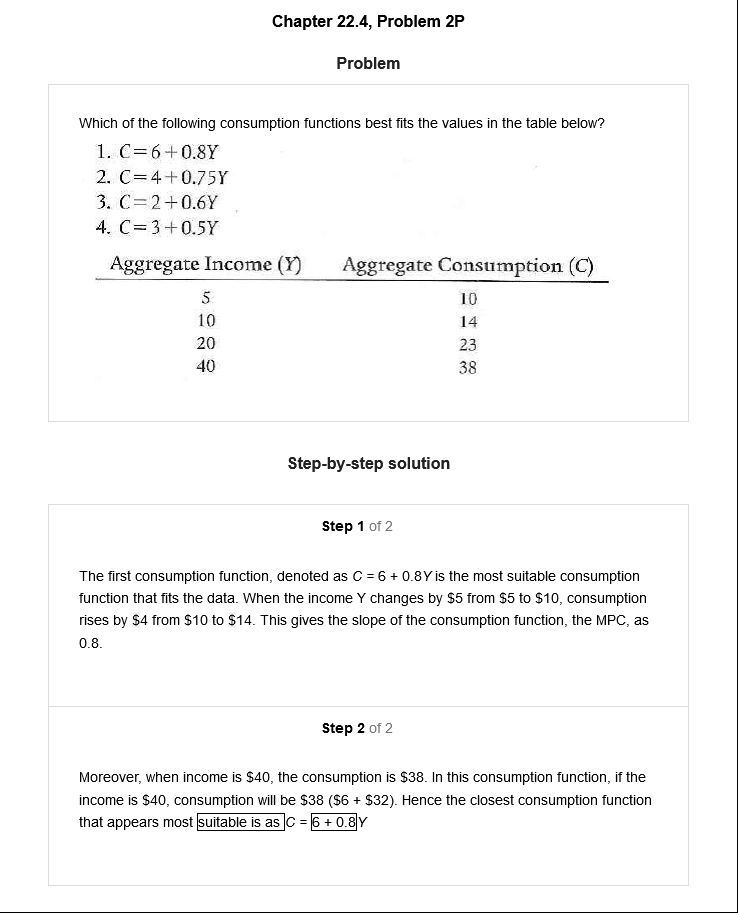 Chapter 22.4, Problem 2P
Problem
Which of the following consumption functions best fits the values in the table below?
1. C=6+0.8Y
2. C=4+0.75Y
3. C=2+0.6Y
4. C=3+0.5Y
Aggregate Income (Y) Aggregate Consumption (C)
5 10
10 14
20 23
40 38
Step-by-step solution
Step 1 of 2
The first consumption function, denoted as C = 6 + 0.8Y is the most suitable consumption
function that fits the data. When the income Y changes by $5 from $5 to $10, consumption
rises by $4 from $10 to $14. This gives the slope of the consumption function, the MPC, as
0.8.
Step 2 of 2
Moreover, when income is $40, the consumption is $38. In this consumption function, if the
income is $40, consumption will be $38 ($6 + $32). Hence the closest consumption function
that appears most suitable is as C = 6 + 0.8Y